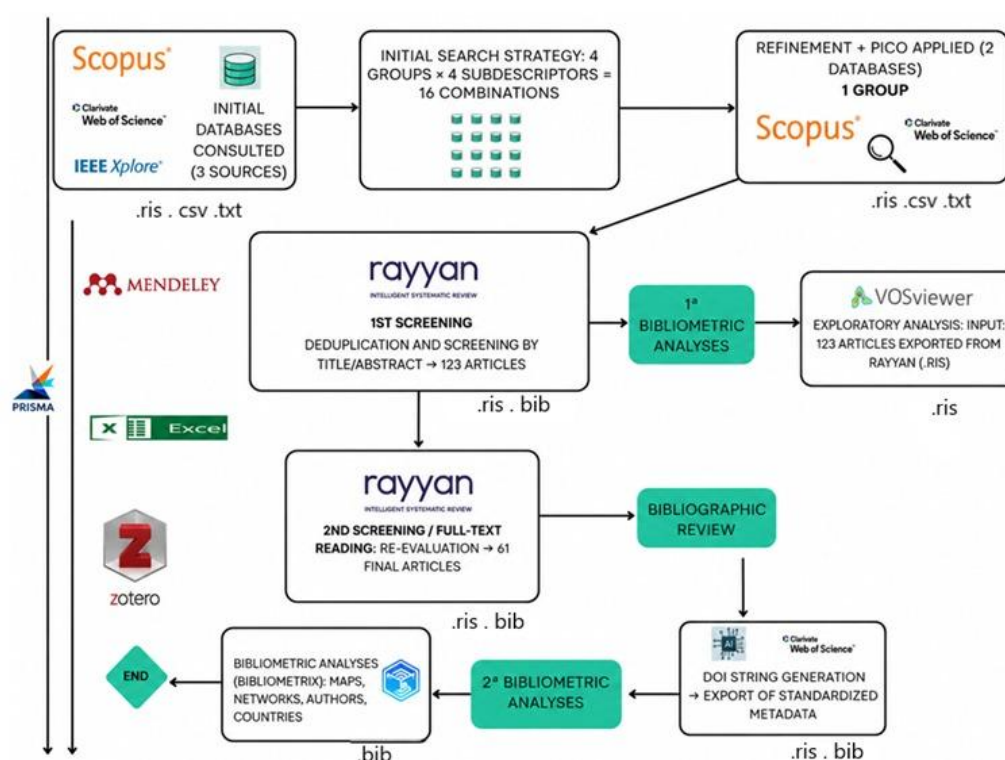 Scopus®
Clarivate
Web of Science™
IEEE Xplore®
INITIAL
DATABASES
CONSULTED
(3 SOURCES)
.ris . csv .txt
INITIAL SEARCH STRATEGY: 4
GROUPS × 4 SUBDESCRIPTORS =
16 COMBINATIONS
REFINEMENT + PICO APPLIED (2
DATABASES)
1 GROUP
Scopus®
Clarivate
Web of Science™
.ris .csv .txt
MENDELEY
rayyan
INTELLIGENT SYSTEMATIC REVIEW
1ST SCREENING
DEDUPLICATION AND SCREENING BY
TITLE/ABSTRACT → 123 ARTICLES
.ris . bib
1ª
BIBLIOMETRIC
ANALYSES
VOSviewer
EXPLORATORY ANALYSIS: INPUT:
123 ARTICLES EXPORTED FROM
RAYYAN (.RIS)
.ris
PRISMA
X Excel
rayyan
INTELLIGENT SYSTEMATIC REVIEW
2ND SCREENING / FULL-TEXT
READING: RE-EVALUATION → 61
FINAL ARTICLES
.ris . bib
BIBLIOGRAPHIC
REVIEW
Z
zotero
AI
Clarivate
Web of Science™
DOI STRING GENERATION
→ EXPORT OF STANDARDIZED
METADATA
.ris . bib
2ª BIBLIOMETRIC
ANALYSES
BIBLIOMETRIC ANALYSES
(BIBLIOMETRIX): MAPS,
NETWORKS, AUTHORS,
COUNTRIES
.bib
END